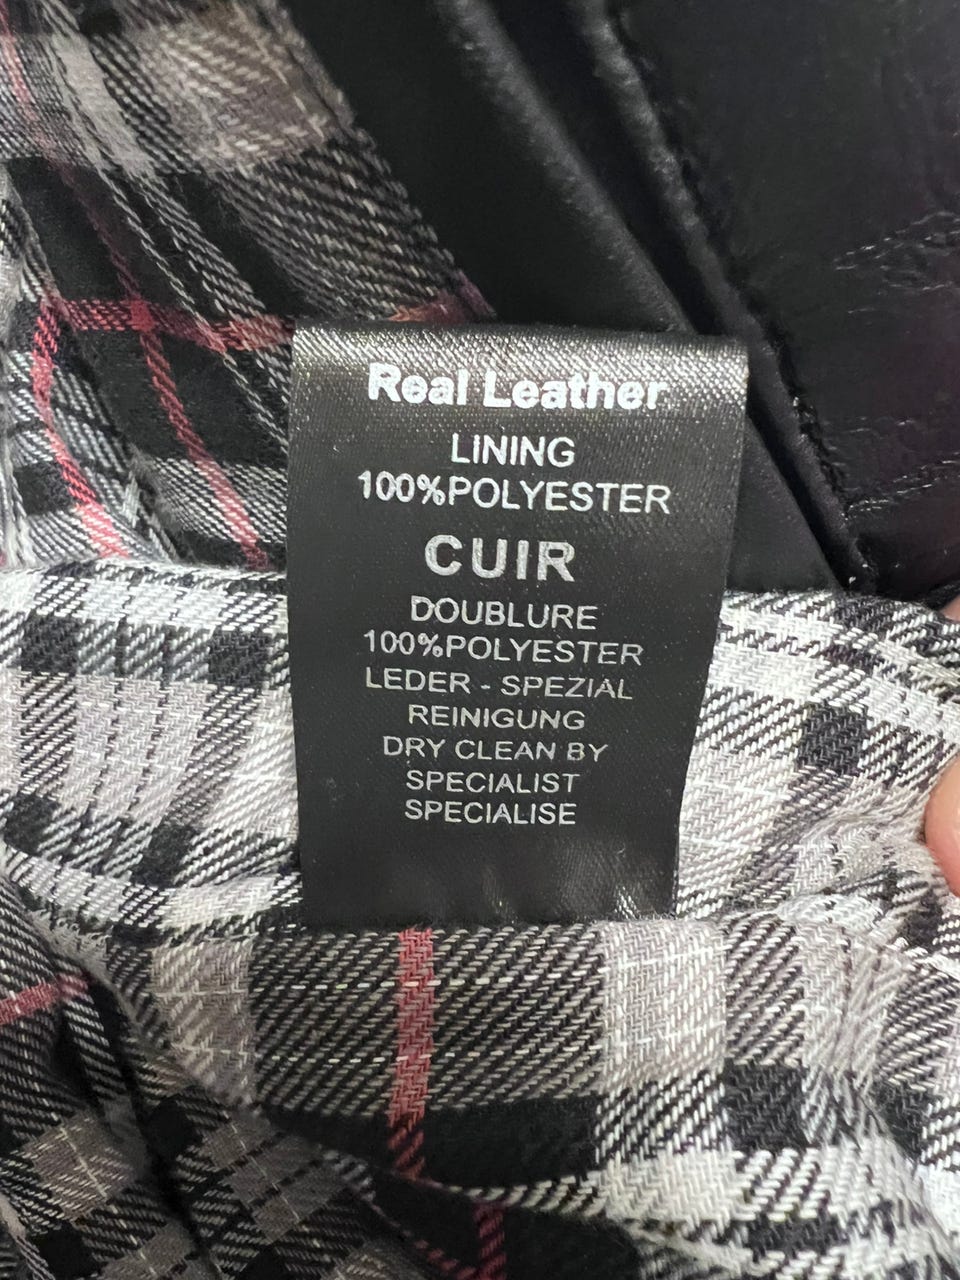 Real Leather
LINING
100%POLYESTER
CUIR
DOUBLURE
100%POLYESTER
LEDER - SPEZIAL
REINIGUNG
DRY CLEAN BY
SPECIALIST
SPECIALISE